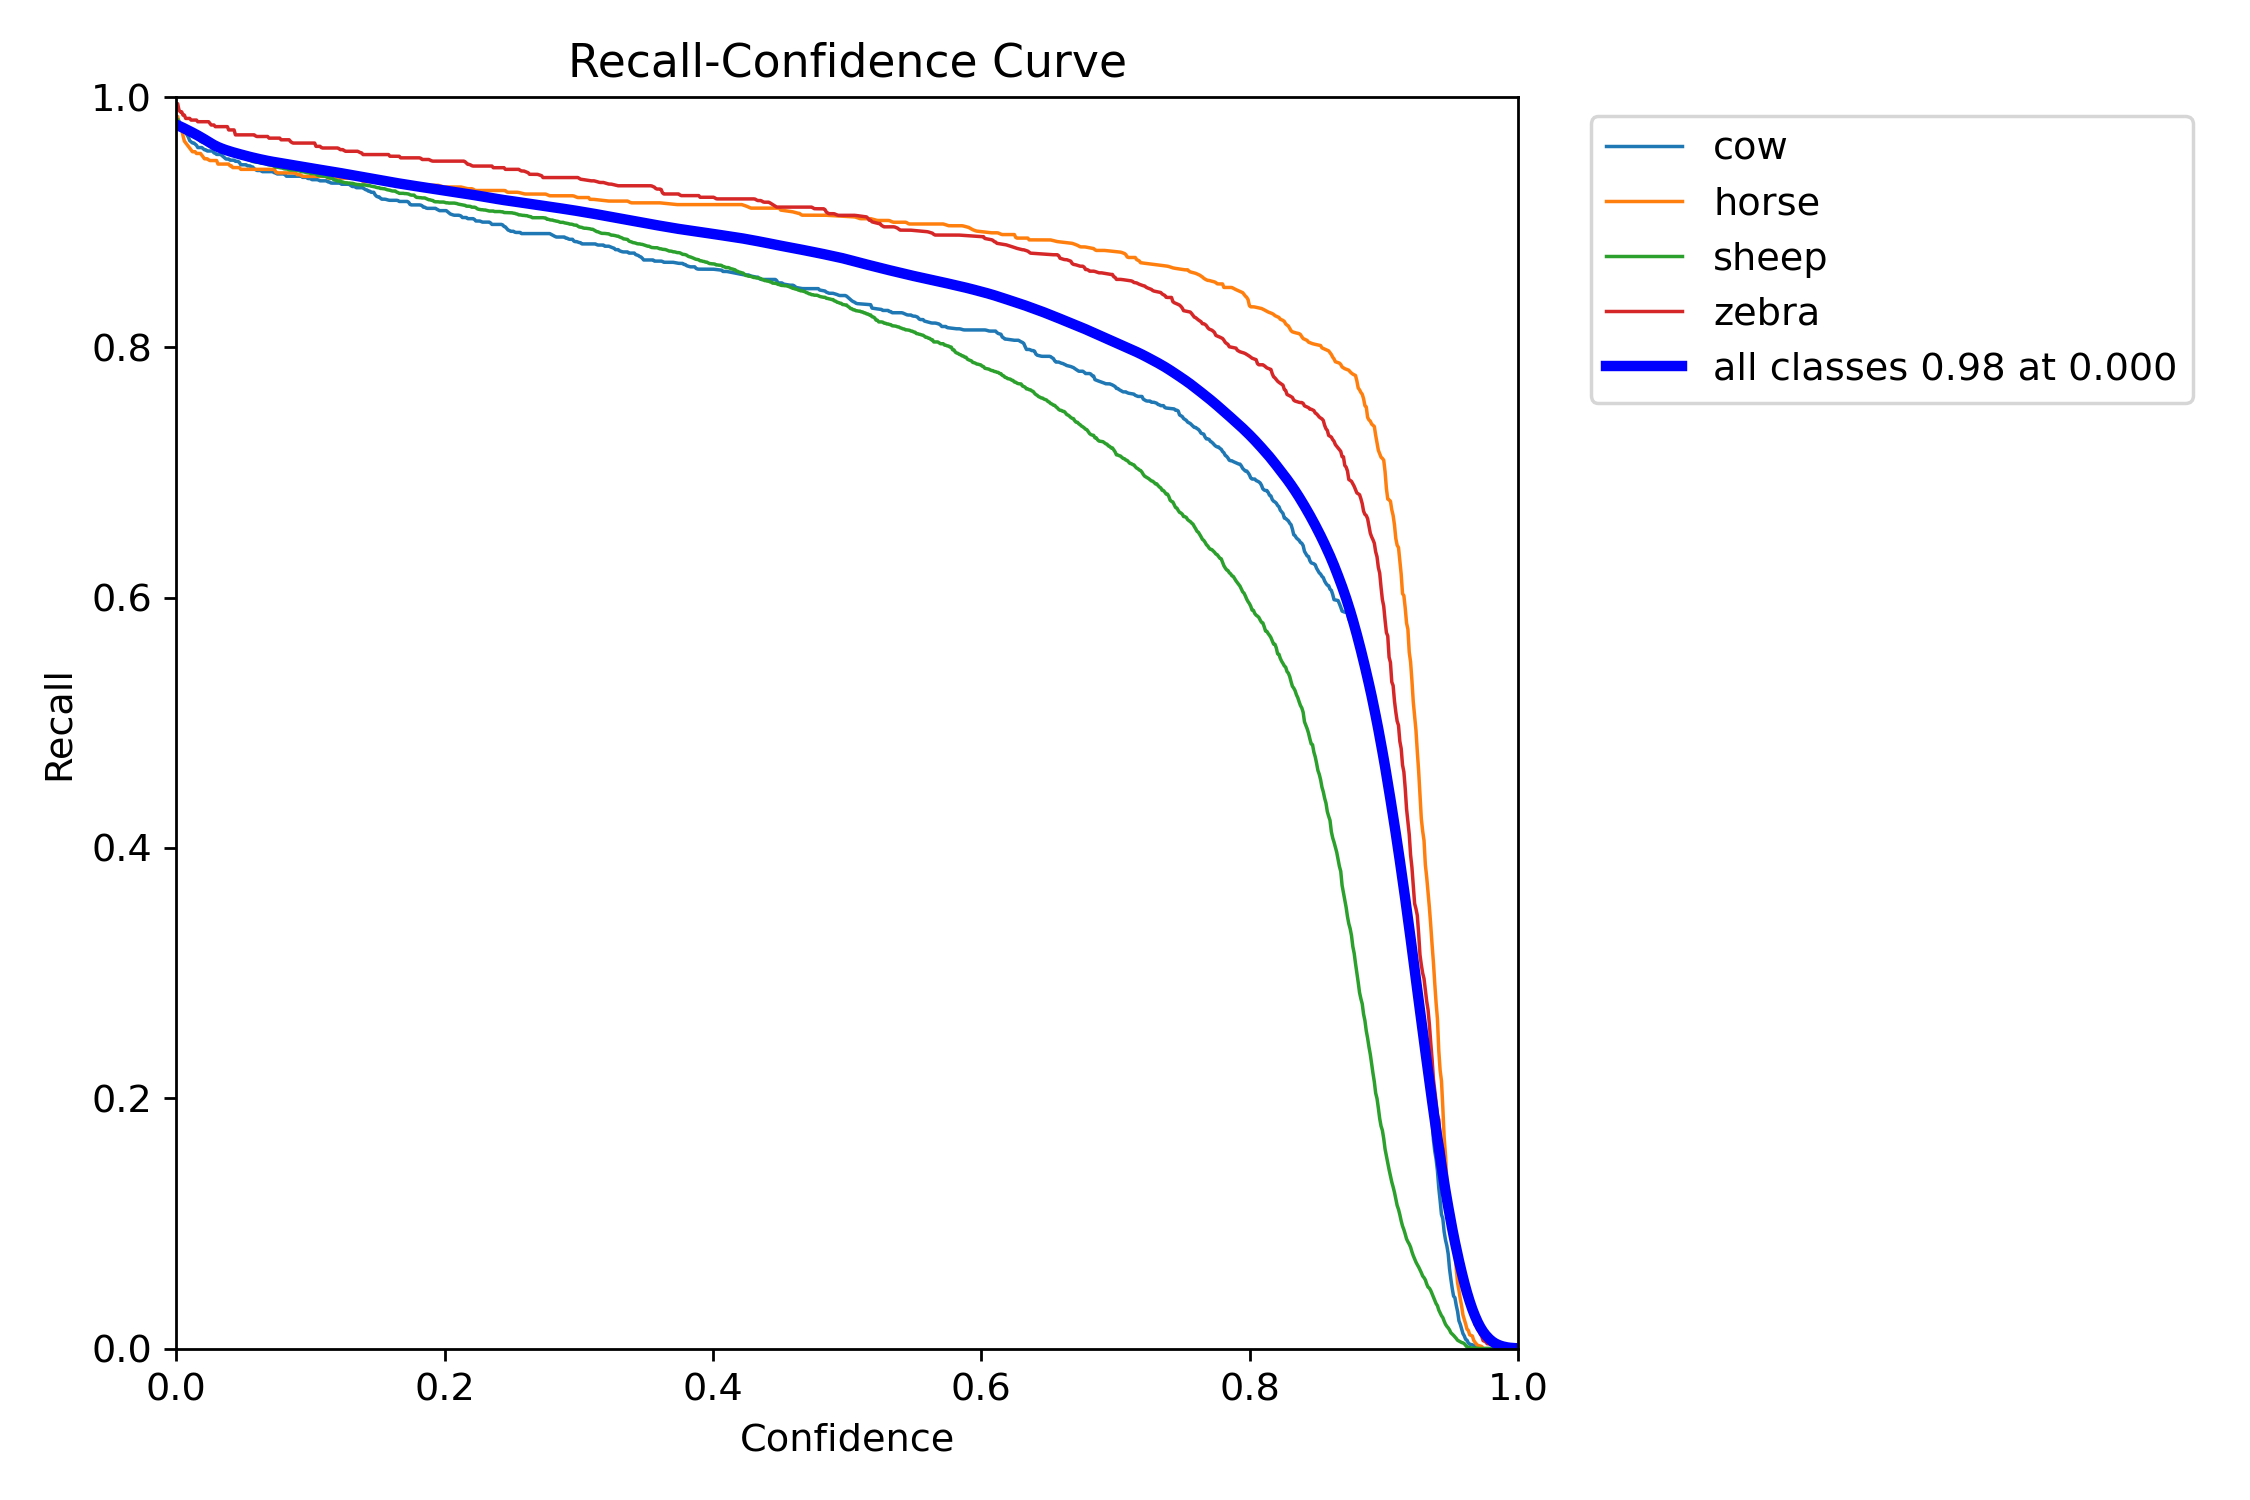 Recall-Confidence Curve
1.0
0.8
0.6
0.4
0.2
0.0
Recall
0.0 0.2 0.4 0.6 0.8 1.0
Confidence
cow
horse
sheep
zebra
all classes 0.98 at 0.000